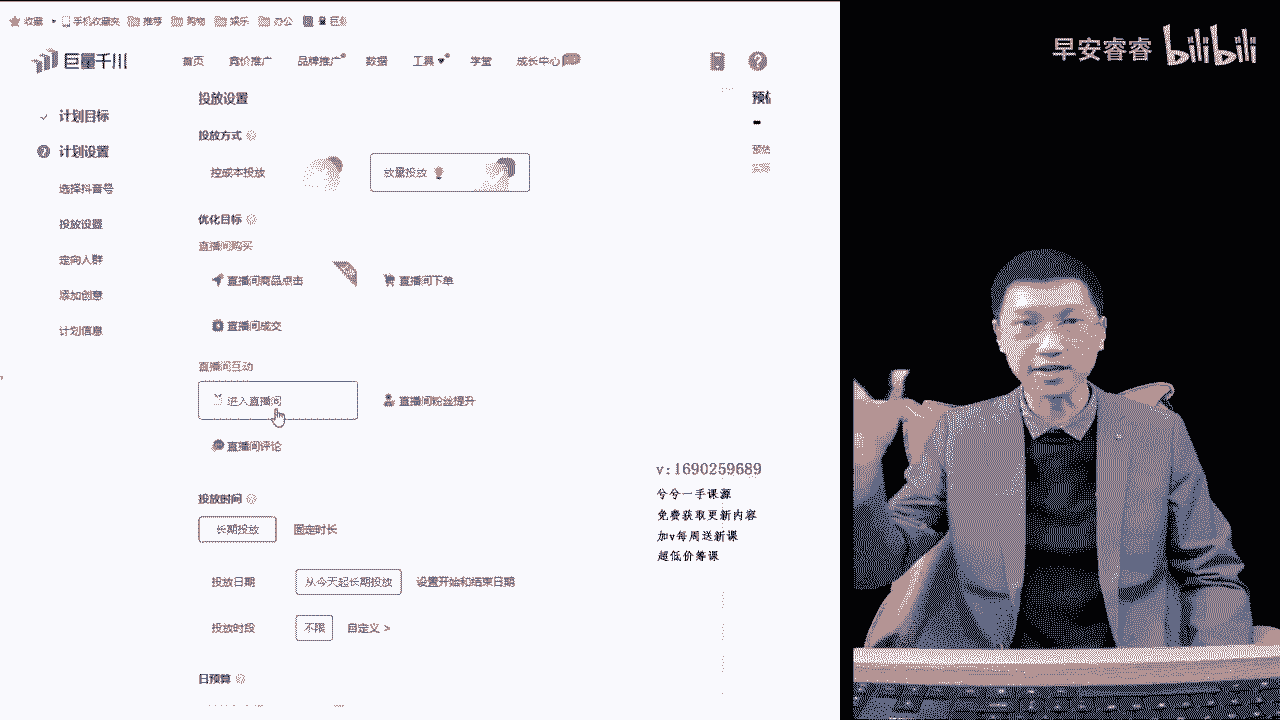 收藏 手机收藏夹 推荐 购物 娱乐 办公
巨量千川 首页 竞价推广 品牌推广 数据 工具 学堂 成长中心
早安睿睿 bilibili
计划目标
计划设置
选择抖音号
投放设置
定向人群
添加创意
计划信息
投放设置
投放方式
控成本投放 放量投放
优化目标
直播间购买
直播间商品点击 直播间下单
直播间成交
直播间互动
进入直播间 直播间粉丝提升
直播间评论
投放时间
长期投放 固定时长
投放日期 从今天起长期投放 设置开始和结束日期
投放时段 不限 自定义 >
日预算
预估
v:1690259689
兮兮一手课源
免费获取更新内容
加v每周送新课
超低价筹课